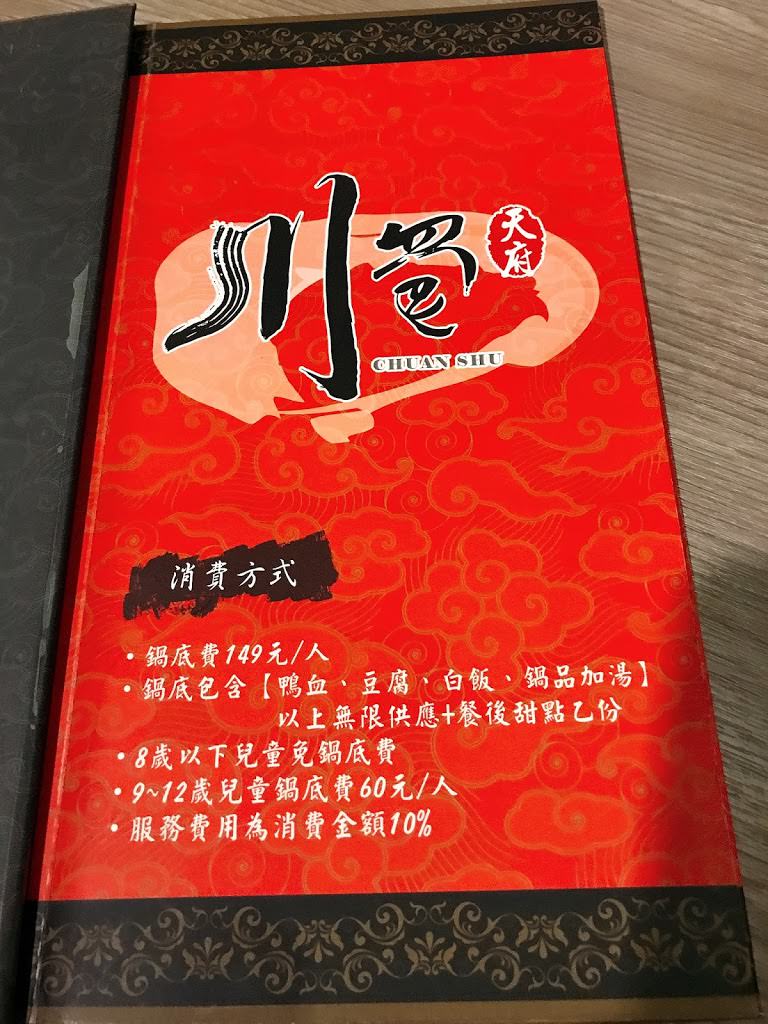 川蜀
天府
CHUAN SHU
消費方式
・鍋底費149元/人
・鍋底包含【鴨血、豆腐、白飯、鍋品加湯】
以上無限供應+餐後甜點乙份
・8歲以下兒童免鍋底費
・9~12歲兒童鍋底費60元/人
・服務費用為消費金額10%